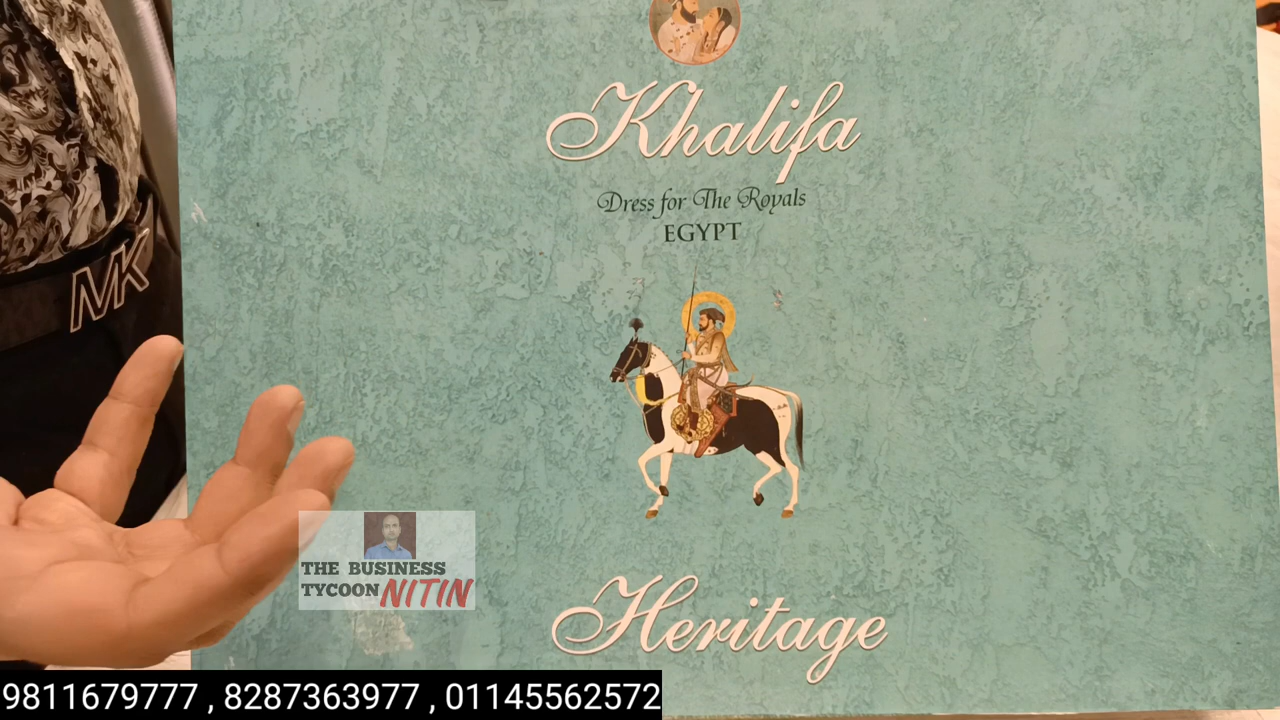 Khalifa
Dress for The Royals
EGYPT
MK
THE BUSINESS
TYCOON NITIN
Heritage
9811679777 , 8287363977 , 01145562572